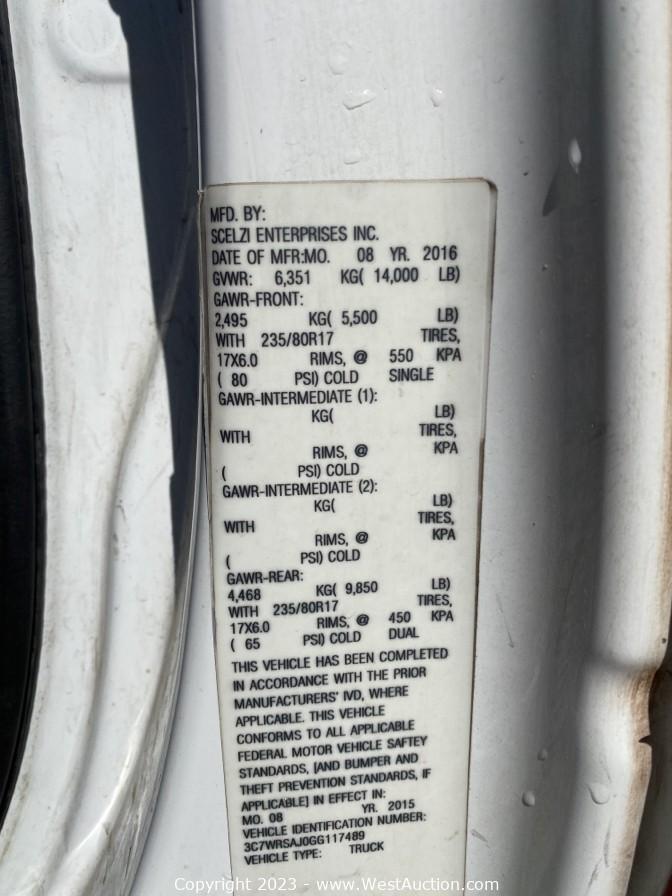 MFD. BY:
SCELZI ENTERPRISES INC.
DATE OF MFR:MO. 08 YR. 2016
GVWR: 6,351 KG( 14,000 LB)
GAWR-FRONT:
2,495 KG( 5,500 LB)
WITH 235/80R17 TIRES,
17X6.0 RIMS, @ 550 KPA
( 80 PSI) COLD SINGLE
GAWR-INTERMEDIATE (1):
KG( LB)
WITH TIRES,
RIMS, @ KPA
( PSI) COLD
GAWR-INTERMEDIATE (2):
KG( LB)
WITH TIRES,
RIMS, @ KPA
( PSI) COLD
GAWR-REAR:
4,468 KG( 9,850 LB)
WITH 235/80R17 TIRES,
17X6.0 RIMS, @ 450 KPA
( 65 PSI) COLD DUAL
THIS VEHICLE HAS BEEN COMPLETED
IN ACCORDANCE WITH THE PRIOR
MANUFACTURERS' IVD, WHERE
APPLICABLE. THIS VEHICLE
CONFORMS TO ALL APPLICABLE
FEDERAL MOTOR VEHICLE SAFTEY
STANDARDS, [AND BUMPER AND
THEFT PREVENTION STANDARDS, IF
APPLICABLE] IN EFFECT IN:
MO. 08 YR. 2015
VEHICLE IDENTIFICATION NUMBER:
3C7WRSAJ0GG117489
VEHICLE TYPE: TRUCK
Copyright 2023 - www.WestAuction.com